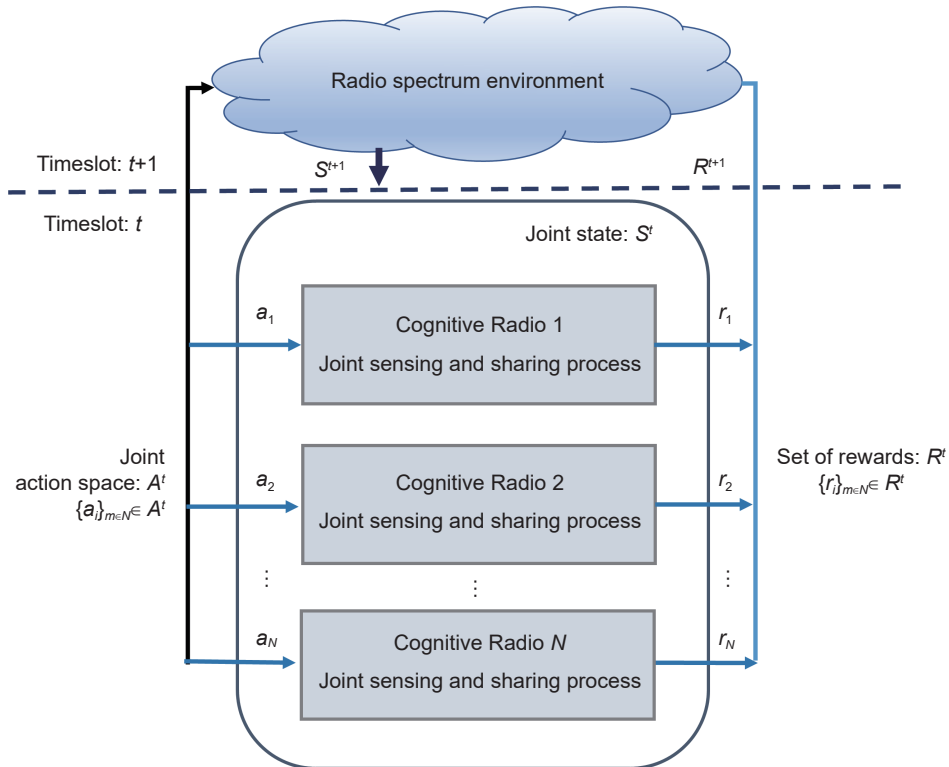 Radio spectrum environment
Timeslot: t+1
S^{t+1}
R^{t+1}
Timeslot: t
Joint state: S^t
a_1
Cognitive Radio 1
r_1
Joint sensing and sharing process
Joint
action space: A^t
{a_i}_{m∈N} ∈ A^t
a_2
Cognitive Radio 2
r_2
Joint sensing and sharing process
Set of rewards: R^t
{r_i}_{m∈N} ∈ R^t
⋮
⋮
⋮
a_N
Cognitive Radio N
r_N
Joint sensing and sharing process